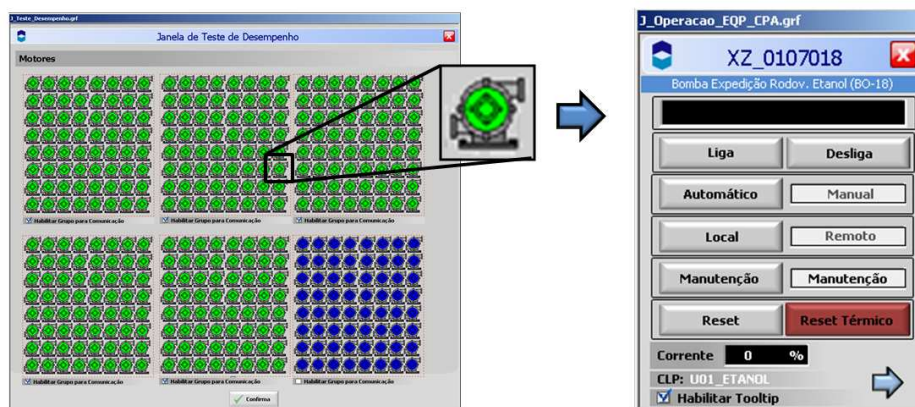 J_Teste_Desempenho.grf
Janela de Teste de Desempenho
Motores
Habilitar Grupo para Comunicação
Habilitar Grupo para Comunicação
Habilitar Grupo para Comunicação
Habilitar Grupo para Comunicação
Habilitar Grupo para Comunicação
Habilitar Grupo para Comunicação
Confirma
J_Operacao_EQP_CPA.grf
XZ_0107018
Bomba Expedição Rodov. Etanol (BO-18)
Liga Desliga
Automático Manual
Local Remoto
Manutenção Manutenção
Reset Reset Térmico
Corrente 0 %
CLP: U01_ETANOL
Habilitar Tooltip